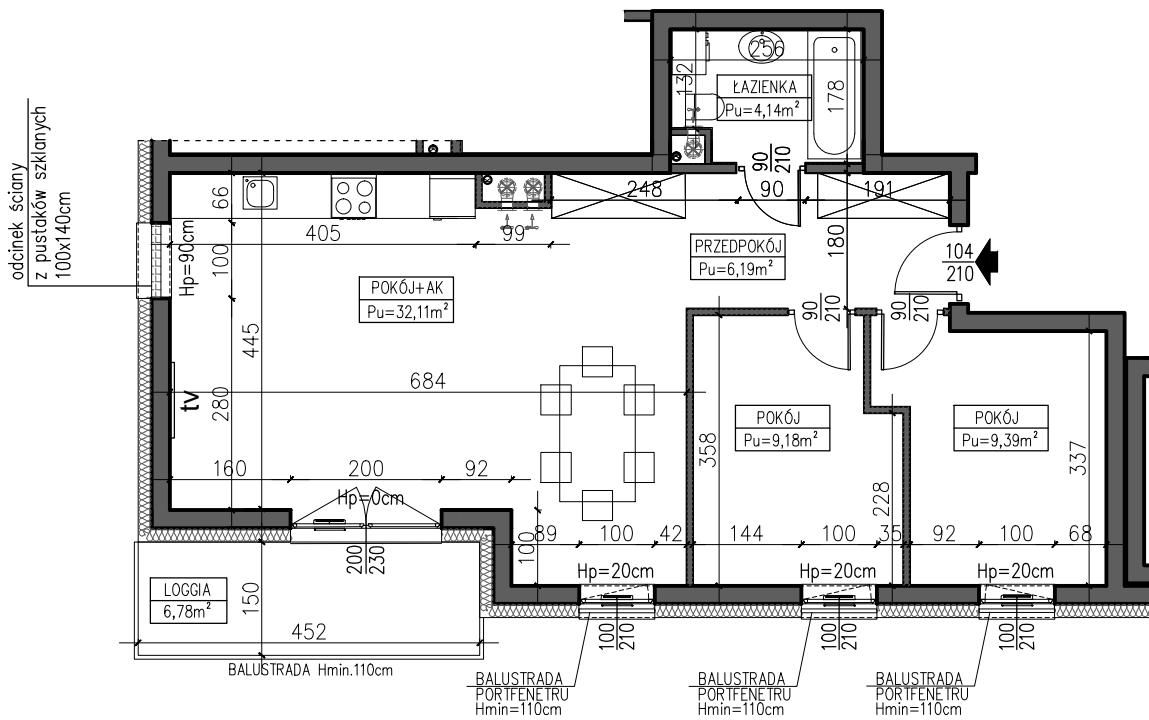 odcinek ściany
z pustaków szklanych
100x140cm
256
132
ŁAZIENKA
Pu=4,14m²
178
90
210
66
248
90
191
405
99
Hp=90cm
100
PRZEDPOKÓJ
Pu=6,19m²
180
104
210
POKÓJ+AK
Pu=32,11m²
90
210
90
210
445
684
280
tv
POKÓJ
Pu=9,18m²
POKÓJ
Pu=9,39m²
358
337
160
200
92
Hp=0cm
228
100
89
100
42
144
100
35
92
100
68
Hp=20cm
Hp=20cm
Hp=20cm
200
230
LOGGIA
6,78m²
150
452
100
210
100
210
100
210
BALUSTRADA Hmin.110cm
BALUSTRADA
PORTFENETRU
Hmin=110cm
BALUSTRADA
PORTFENETRU
Hmin=110cm
BALUSTRADA
PORTFENETRU
Hmin=110cm